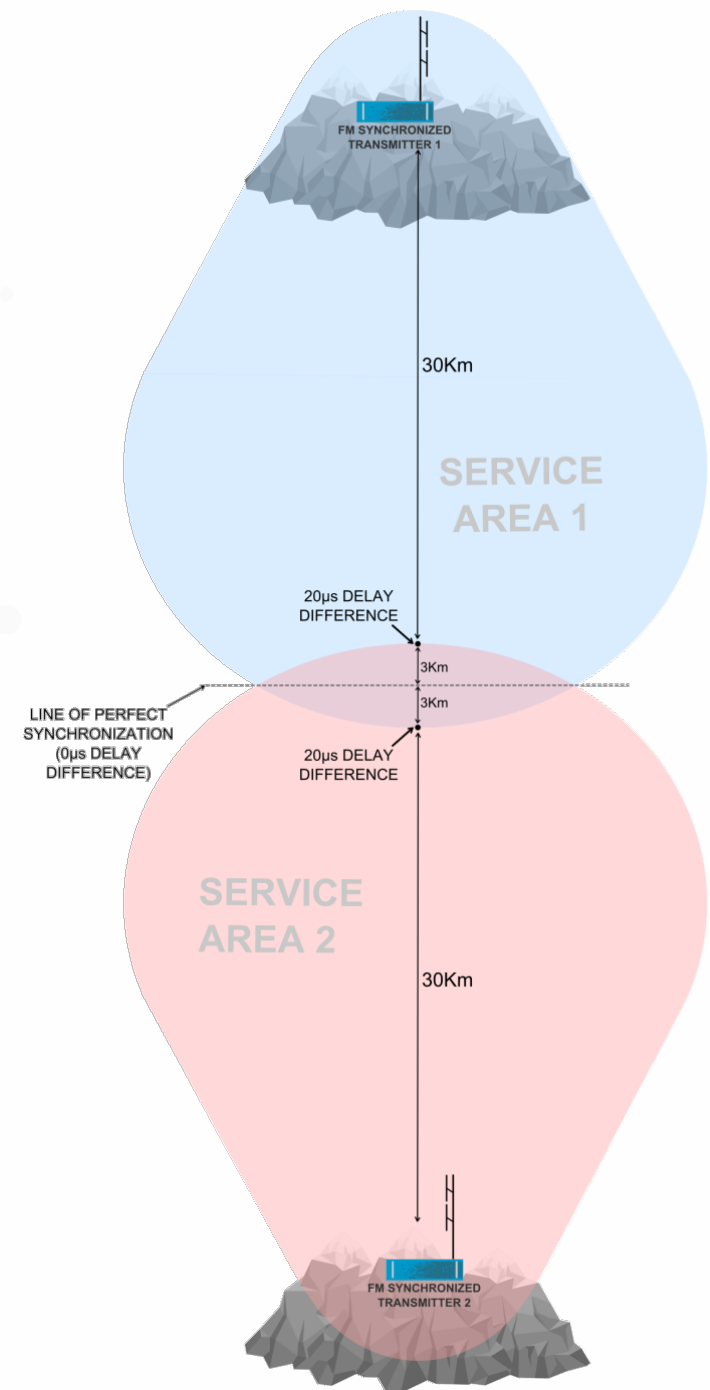 FM SYNCHRONIZED
TRANSMITTER 1
30Km
SERVICE
AREA 1
20µs DELAY
DIFFERENCE
3Km
3Km
LINE OF PERFECT
SYNCHRONIZATION
(0µs DELAY
DIFFERENCE)
20µs DELAY
DIFFERENCE
SERVICE
AREA 2
30Km
FM SYNCHRONIZED
TRANSMITTER 2